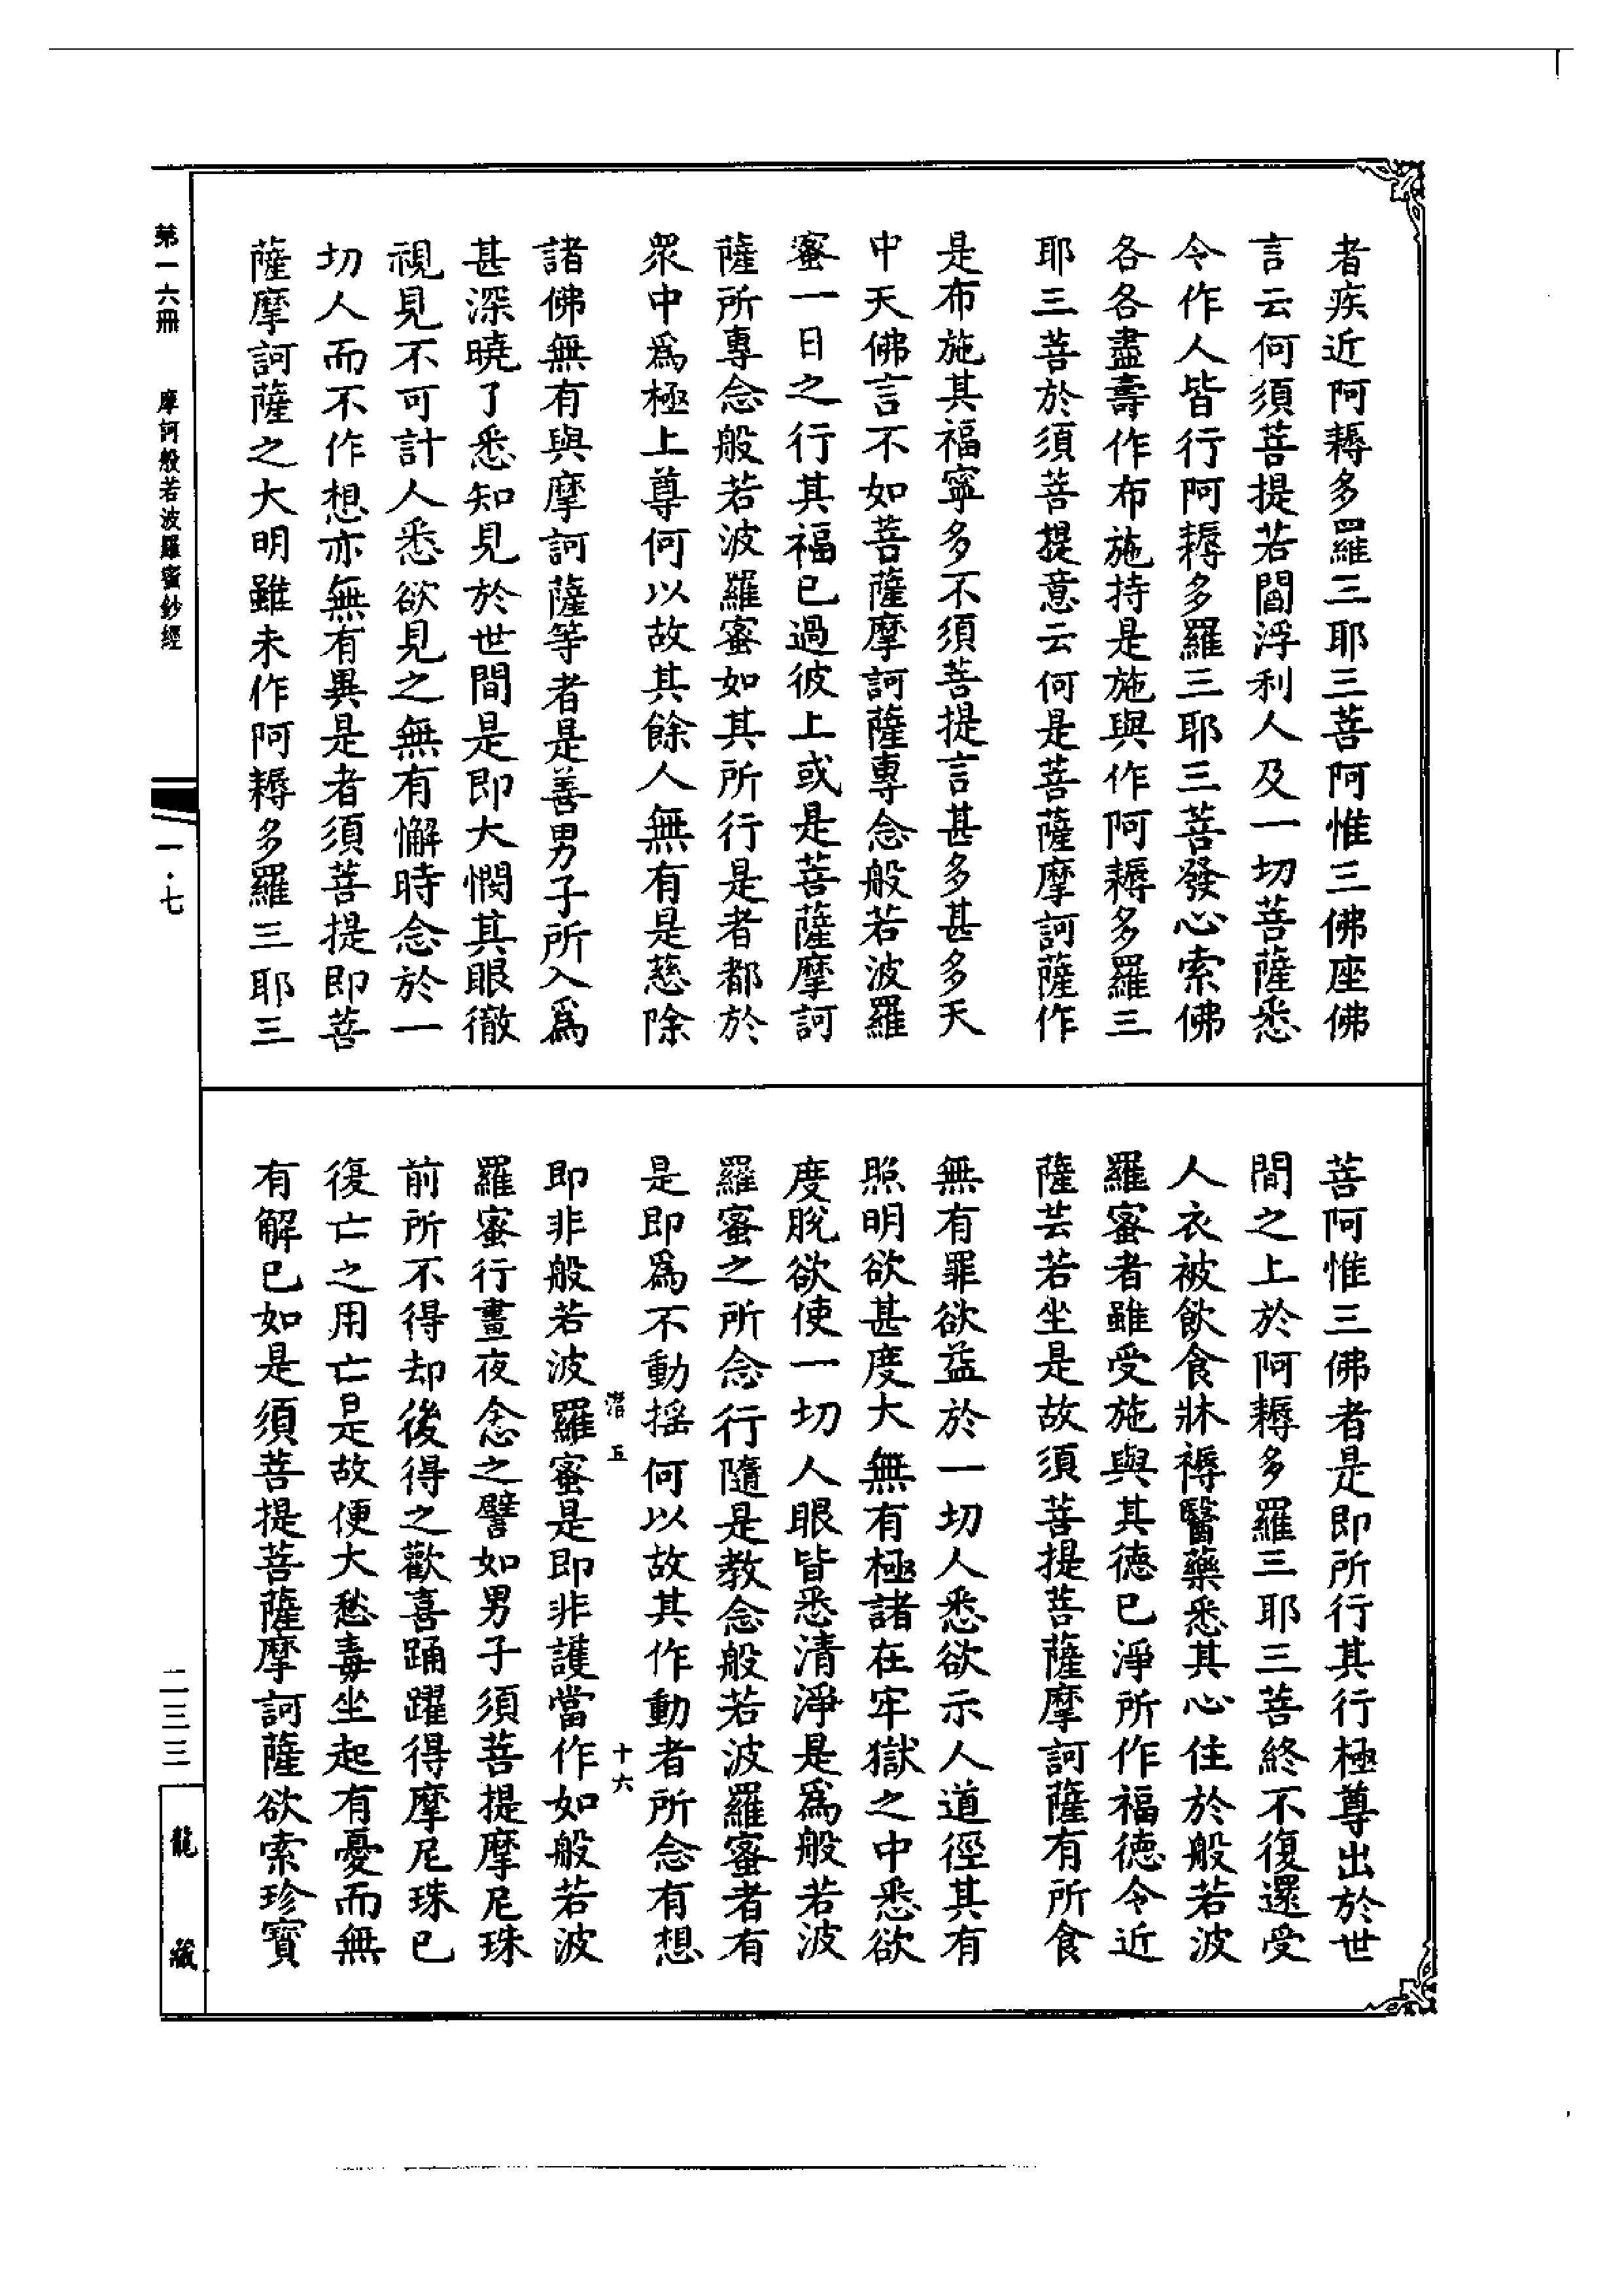 者疾近阿耨多羅三耶三菩阿惟三佛座佛
言云何須菩提若閻浮利人及一切菩薩悉
令作人皆行阿耨多羅三耶三菩發心索佛
各各盡壽作布施持是施與作阿耨多羅三
耶三菩於須菩提意云何是菩薩摩訶薩作
是布施其福寧多不須菩提言甚多甚多天
中天佛言不如菩薩摩訶薩專念般若波羅
蜜一日之行其福已過彼上或是菩薩摩訶
薩所專念般若波羅蜜如其所行是者都於
衆中為極上尊何以故其餘人無有是慈除
諸佛無有與摩訶薩等者是善男子所入為
甚深曉了悉知見於世間是即大憫其眼徹
視見不可計人悉欲見之無有懈時念於一
切人而不作想亦無有異是者須菩提即菩
薩摩訶薩之大明雖未作阿耨多羅三耶三
菩阿惟三佛者是即所行其行極尊出於世
間之上於阿耨多羅三耶三菩終不復還受
人衣被飲食牀褥醫藥悉其心住於般若波
羅蜜者雖受施與其德已淨所作福德令近
薩芸若坐是故須菩提菩薩摩訶薩有所食
無有罪欲益於一切人悉欲示人道徑其有
照明欲甚度大無有極諸在牢獄之中悉欲
度脫欲使一切人眼皆悉清淨是為般若波
羅蜜之所念行隨是教念般若波羅蜜者有
是即為不動搖何以故其作動者所念有想
潛五 十六
即非般若波羅蜜是即非護當作如般若波
羅蜜行晝夜念之譬如男子須菩提摩尼珠
前所不得却後得之歡喜踊躍得摩尼珠已
復亡之用亡是故便大愁毒坐起有憂而無
有解已如是須菩提菩薩摩訶薩欲索珍寶
第一六冊 摩訶般若波羅蜜鈔經
一·七
二三三
龍藏